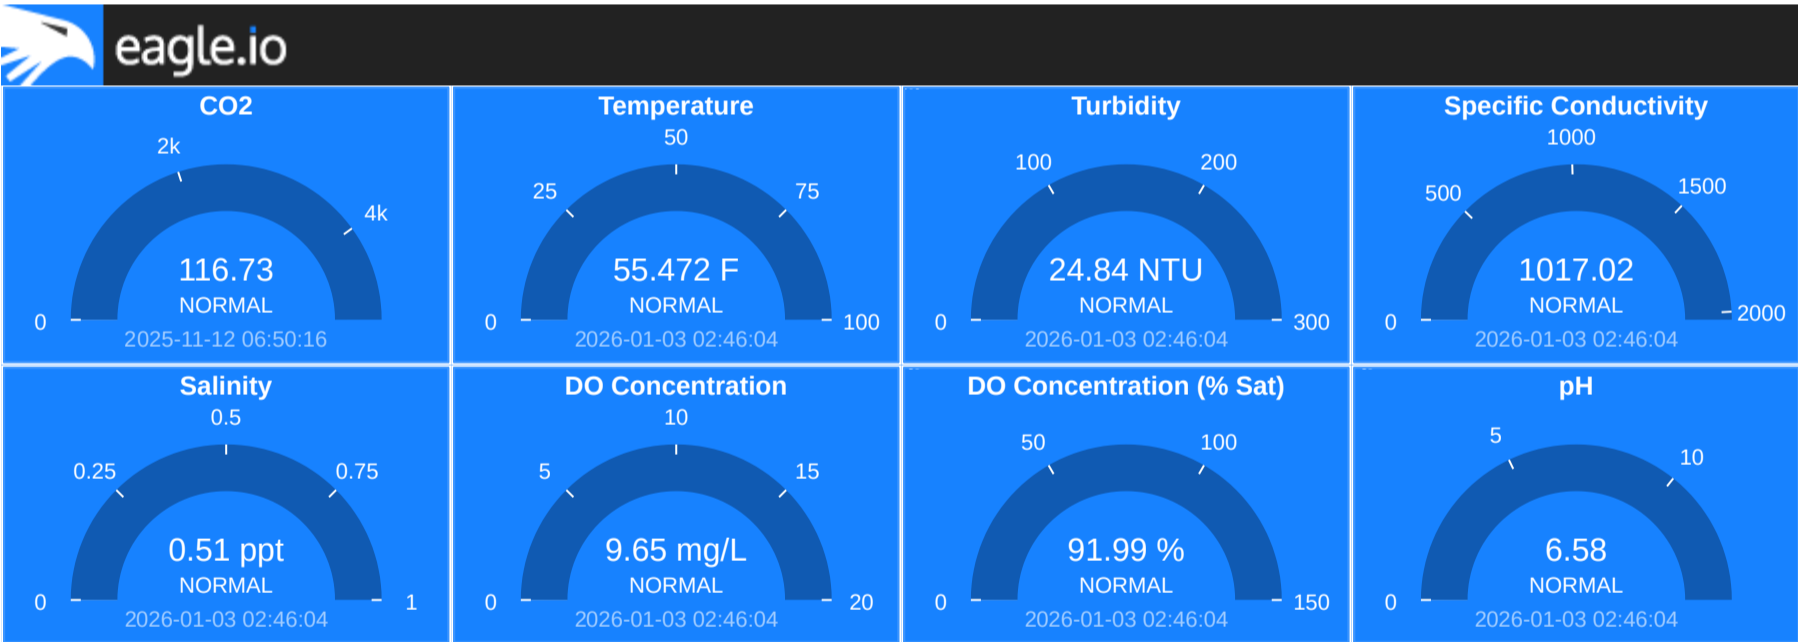 eagle.io
CO2
2k
4k
0
116.73
NORMAL
2025-11-12 06:50:16
Temperature
50
25
75
0
100
55.472 F
NORMAL
2026-01-03 02:46:04
Turbidity
100
200
0
300
24.84 NTU
NORMAL
2026-01-03 02:46:04
Specific Conductivity
1000
500
1500
0
2000
1017.02
NORMAL
2026-01-03 02:46:04
Salinity
0.5
0.25
0.75
0
1
0.51 ppt
NORMAL
2026-01-03 02:46:04
DO Concentration
10
5
15
0
20
9.65 mg/L
NORMAL
2026-01-03 02:46:04
DO Concentration (% Sat)
50
100
0
150
91.99 %
NORMAL
2026-01-03 02:46:04
pH
5
10
0
6.58
NORMAL
2026-01-03 02:46:04